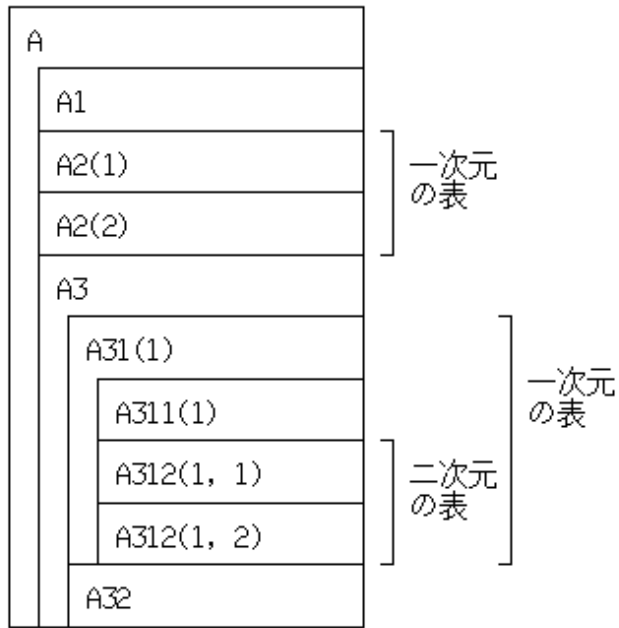 A
A1
A2(1)
A2(2)
一次元
の表
A3
A31(1)
A311(1)
A312(1, 1)
A312(1, 2)
二次元
の表
一次元
の表
A32